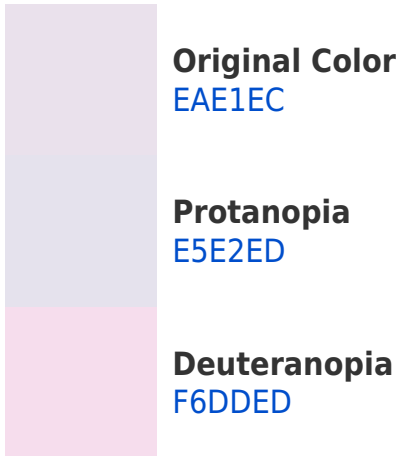 Original Color
EAE1EC
Protanopia
E5E2ED
Deuteranopia
F6DDED